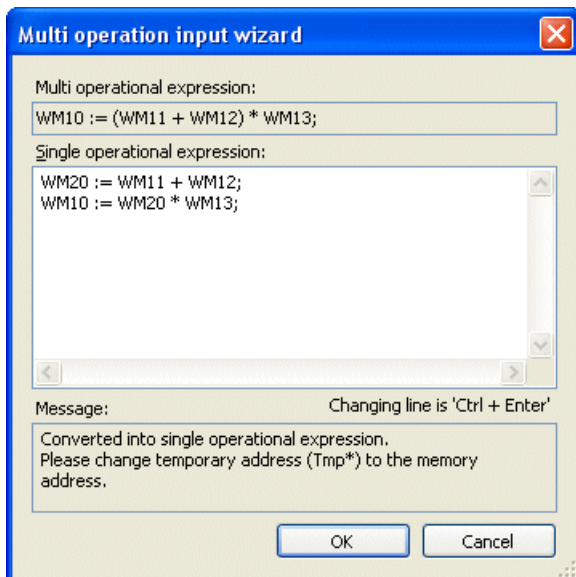 Multi operation input wizard
Multi operational expression:
WM10 := (WM11 + WM12) * WM13;
Single operational expression:
WM20 := WM11 + WM12;
WM10 := WM20 * WM13;
Message:
Changing line is 'Ctrl + Enter'
Converted into single operational expression.
Please change temporary address (Tmp*) to the memory
address.
OK
Cancel